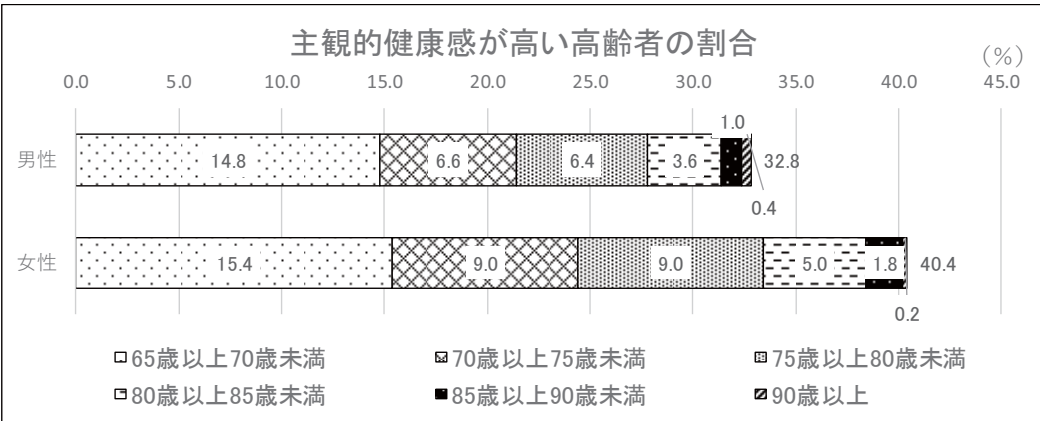 主観的健康感が高い高齢者の割合
(%)
0.0 5.0 10.0 15.0 20.0 25.0 30.0 35.0 40.0 45.0
1.0
男性 14.8 6.6 6.4 3.6 32.8
0.4
女性 15.4 9.0 9.0 5.0 1.8 40.4
0.2
65歳以上70歳未満 70歳以上75歳未満 75歳以上80歳未満
80歳以上85歳未満 85歳以上90歳未満 90歳以上